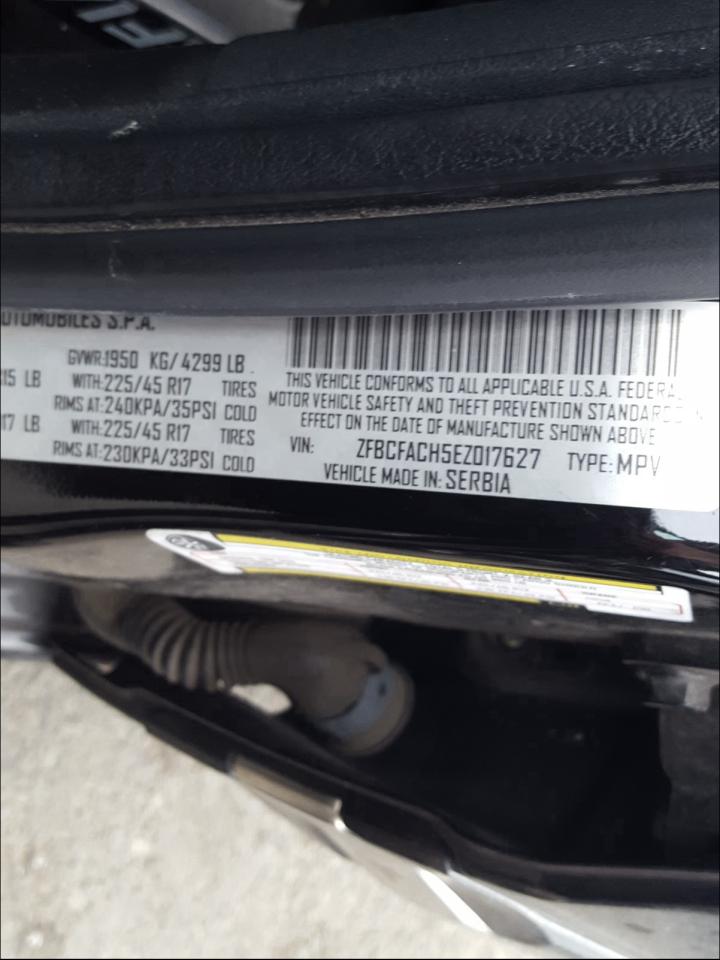 FU
UTOMOBILES S.P.A.
GVWR:1950 KG/ 4299 LB
15 LB WITH:225/45 R17 TIRES
RIMS AT:240KPA/35PSI COLD
17 LB WITH:225/45 R17 TIRES
RIMS AT:230KPA/33PSI COLD
THIS VEHICLE CONFORMS TO ALL APPLICABLE U.S.A. FEDERA
MOTOR VEHICLE SAFETY AND THEFT PREVENTION STANDARDS IN
EFFECT ON THE DATE OF MANUFACTURE SHOWN ABOVE
VIN: ZFBCFACH5EZ017627 TYPE:MPV
VEHICLE MADE IN: SERBIA